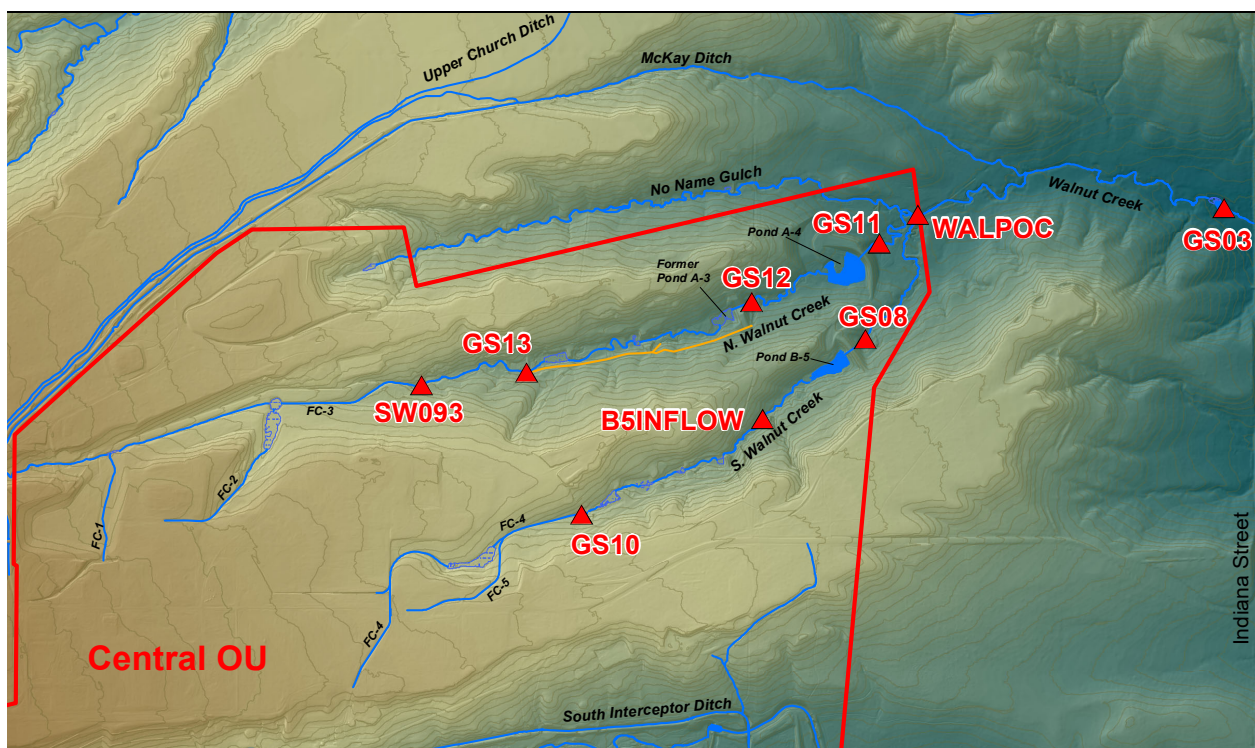 Upper Church Ditch
McKay Ditch
No Name Gulch
Walnut Creek
GS11
WALPOC
GS03
Pond A-4
Former
Pond A-3
GS12
N. Walnut Creek
GS08
GS13
Pond B-5
SW093
FC-3
B5INFLOW
S. Walnut Creek
FC-2
FC-1
FC-4
GS10
FC-5
FC-4
Indiana Street
Central OU
South Interceptor Ditch